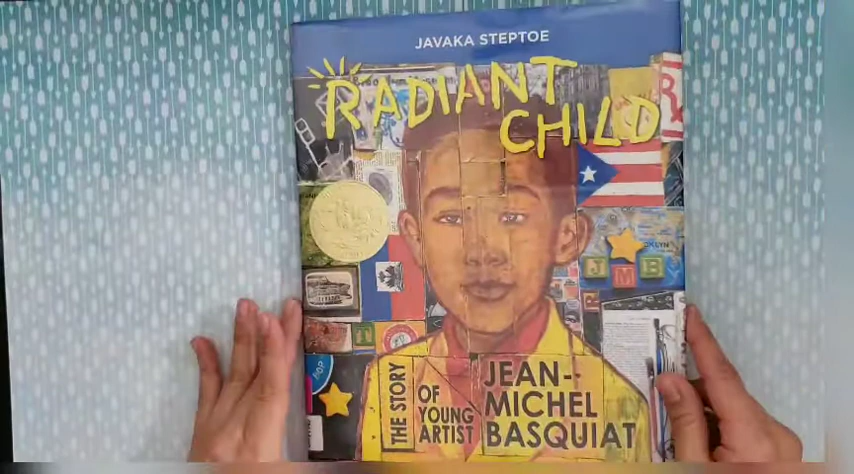 JAVAKA STEPTOE
RADIANT
CHILD
J M B
THE STORY
OF
YOUNG
ARTIST
JEAN-
MICHEL
BASQUIAT